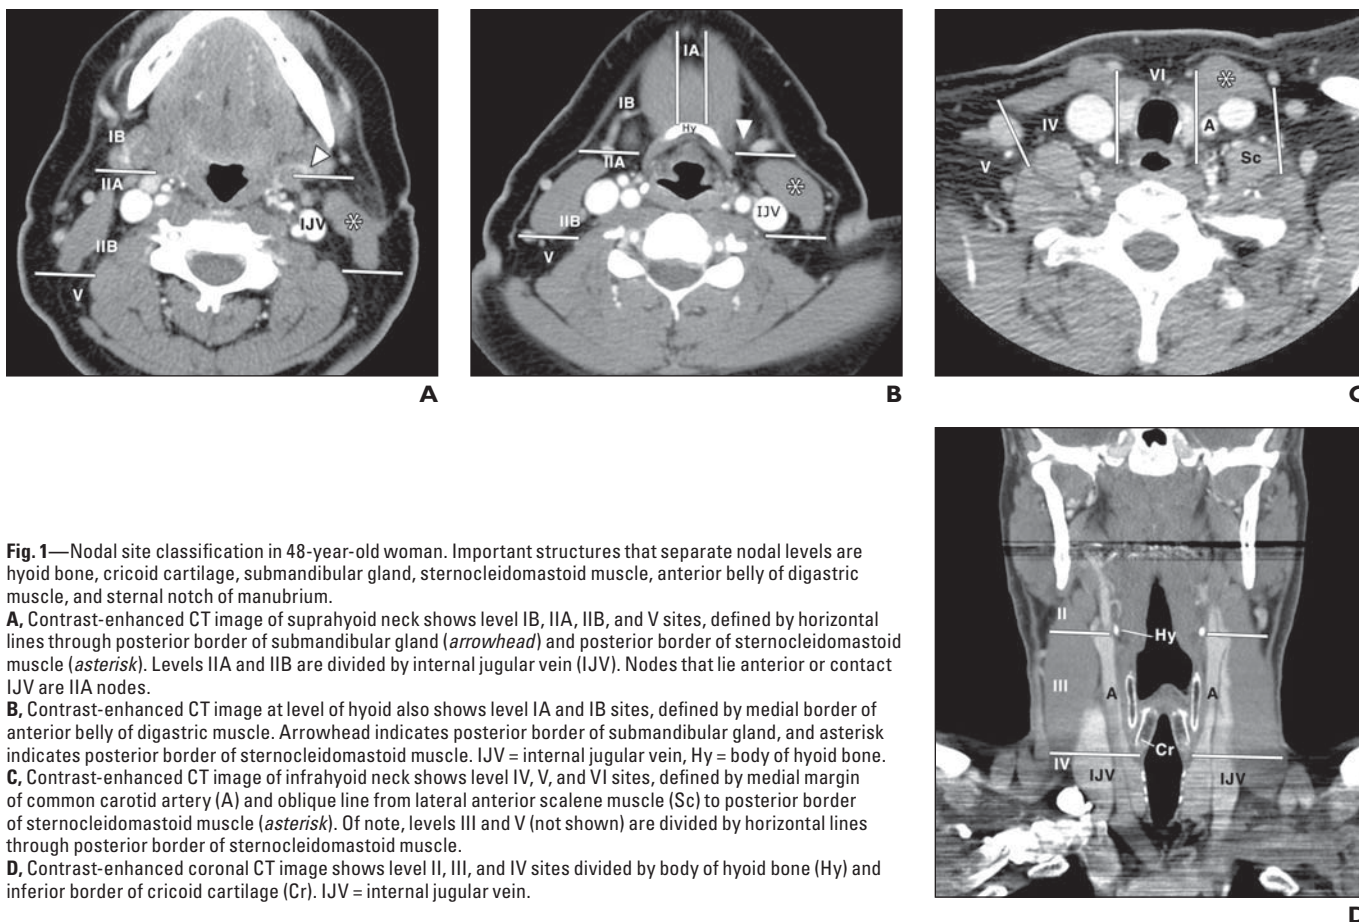 IB
IIA
IIB
V
IJV
*
A
IA
IB
Hy
IIA
*
IIB
IJV
V
B
VI
*
IV
A
V
Sc
C
II
Hy
III
A
A
Cr
IV
IJV
IJV
D
Fig. 1—Nodal site classification in 48-year-old woman. Important structures that separate nodal levels are
hyoid bone, cricoid cartilage, submandibular gland, sternocleidomastoid muscle, anterior belly of digastric
muscle, and sternal notch of manubrium.
A, Contrast-enhanced CT image of suprahyoid neck shows level IB, IIA, IIB, and V sites, defined by horizontal
lines through posterior border of submandibular gland (arrowhead) and posterior border of sternocleidomastoid
muscle (asterisk). Levels IIA and IIB are divided by internal jugular vein (IJV). Nodes that lie anterior or contact
IJV are IIA nodes.
B, Contrast-enhanced CT image at level of hyoid also shows level IA and IB sites, defined by medial border of
anterior belly of digastric muscle. Arrowhead indicates posterior border of submandibular gland, and asterisk
indicates posterior border of sternocleidomastoid muscle. IJV = internal jugular vein, Hy = body of hyoid bone.
C, Contrast-enhanced CT image of infrahyoid neck shows level IV, V, and VI sites, defined by medial margin
of common carotid artery (A) and oblique line from lateral anterior scalene muscle (Sc) to posterior border
of sternocleidomastoid muscle (asterisk). Of note, levels III and V (not shown) are divided by horizontal lines
through posterior border of sternocleidomastoid muscle.
D, Contrast-enhanced coronal CT image shows level II, III, and IV sites divided by body of hyoid bone (Hy) and
inferior border of cricoid cartilage (Cr). IJV = internal jugular vein.